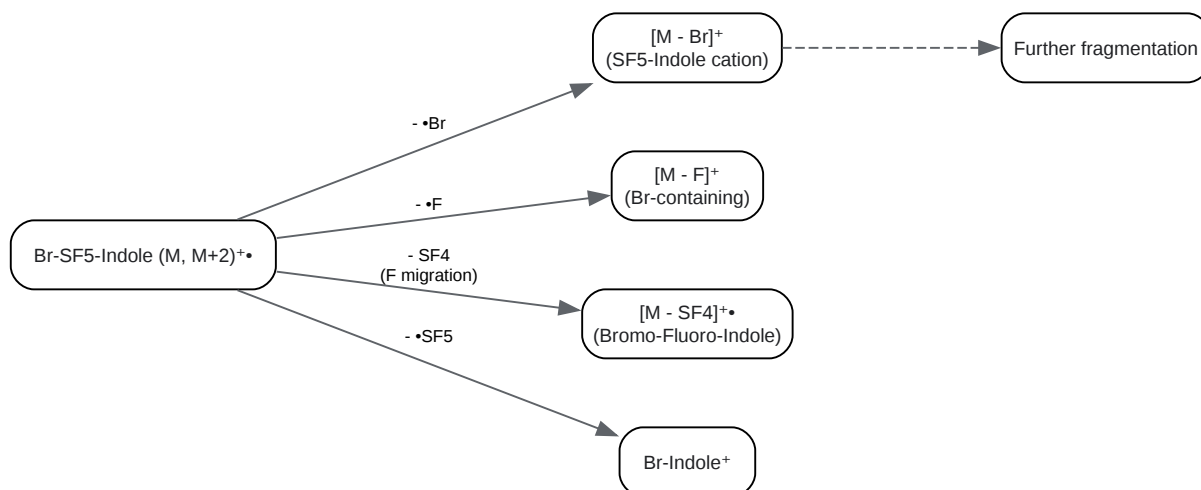 [M - Br]⁺
(SF5-Indole cation)
Further fragmentation
- •Br
[M - F]⁺
(Br-containing)
- •F
Br-SF5-Indole (M, M+2)⁺•
- SF4
(F migration)
[M - SF4]⁺•
(Bromo-Fluoro-Indole)
- •SF5
Br-Indole⁺